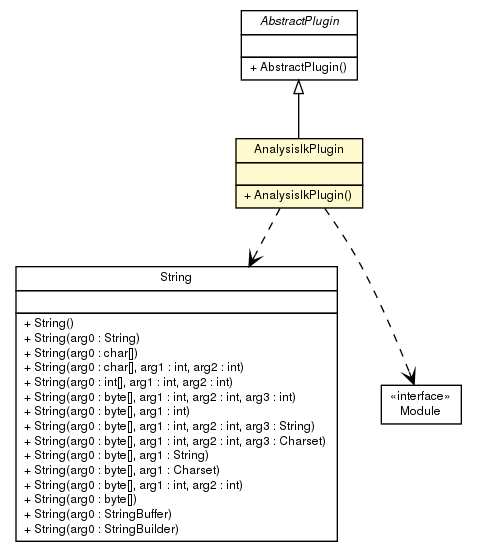 AbstractPlugin
+ AbstractPlugin()
AnalysisIkPlugin
+ AnalysisIkPlugin()
String
+ String()
+ String(arg0 : String)
+ String(arg0 : char[])
+ String(arg0 : char[], arg1 : int, arg2 : int)
+ String(arg0 : int[], arg1 : int, arg2 : int)
+ String(arg0 : byte[], arg1 : int, arg2 : int, arg3 : int)
+ String(arg0 : byte[], arg1 : int)
+ String(arg0 : byte[], arg1 : int, arg2 : int, arg3 : String)
+ String(arg0 : byte[], arg1 : int, arg2 : int, arg3 : Charset)
+ String(arg0 : byte[], arg1 : String)
+ String(arg0 : byte[], arg1 : Charset)
+ String(arg0 : byte[], arg1 : int, arg2 : int)
+ String(arg0 : byte[])
+ String(arg0 : StringBuffer)
+ String(arg0 : StringBuilder)
«interface»
Module